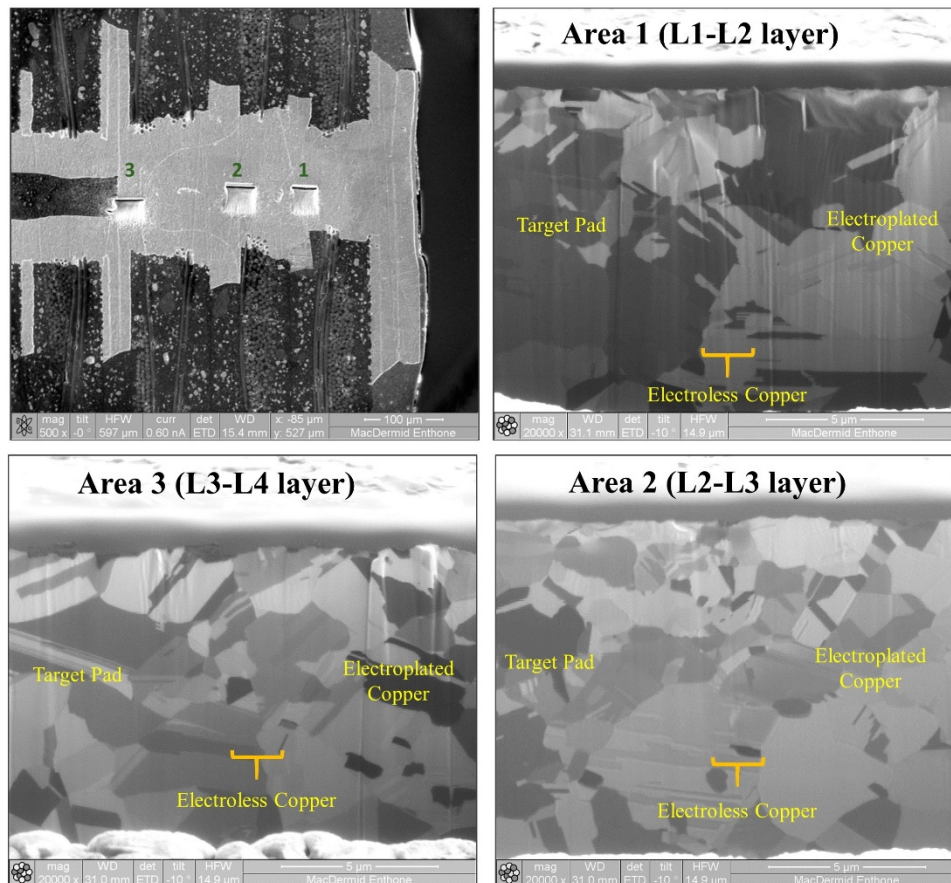 3
2
1
mag
tilt
HFW
curr
det
WD
x: -85 µm
100 µm
500 x
-0 °
597 µm
0.60 nA
ETD
15.4 mm
y: 527 µm
MacDermid Enthone
Area 1 (L1-L2 layer)
Target Pad
Electroplated
Copper
Electroless Copper
mag
WD
det
tilt
HFW
5 µm
20000 x
31.1 mm
ETD
-10 °
14.9 µm
MacDermid Enthone
Area 3 (L3-L4 layer)
Target Pad
Electroplated
Copper
Electroless Copper
mag
WD
det
tilt
HFW
5 µm
20000 x
31.0 mm
ETD
-10 °
14.9 µm
MacDermid Enthone
Area 2 (L2-L3 layer)
Target Pad
Electroplated
Copper
Electroless Copper
mag
WD
det
tilt
HFW
5 µm
20000 x
31.0 mm
ETD
-10 °
14.9 µm
MacDermid Enthone